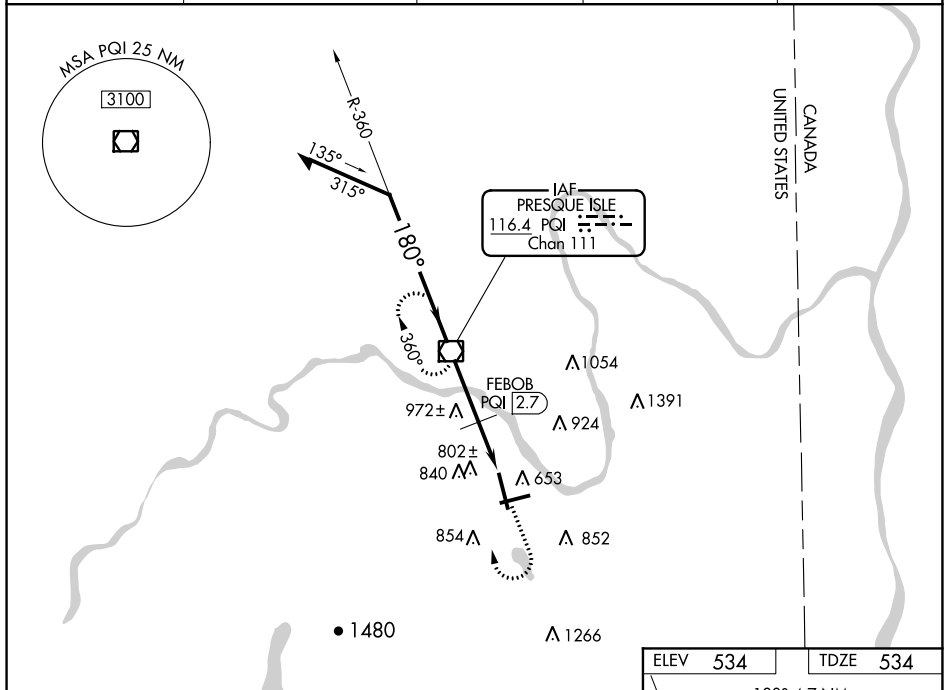 MSA PQI 25 NM
3100
R-360
135°
315°
180°
360°
IAF
PRESQUE ISLE
116.4 PQI
Chan 111
UNITED STATES
CANADA
1054
1391
FEBOB
PQI 2.7
972±
924
802±
840
653
854
852
1480
1266
ELEV 534
TDZE 534